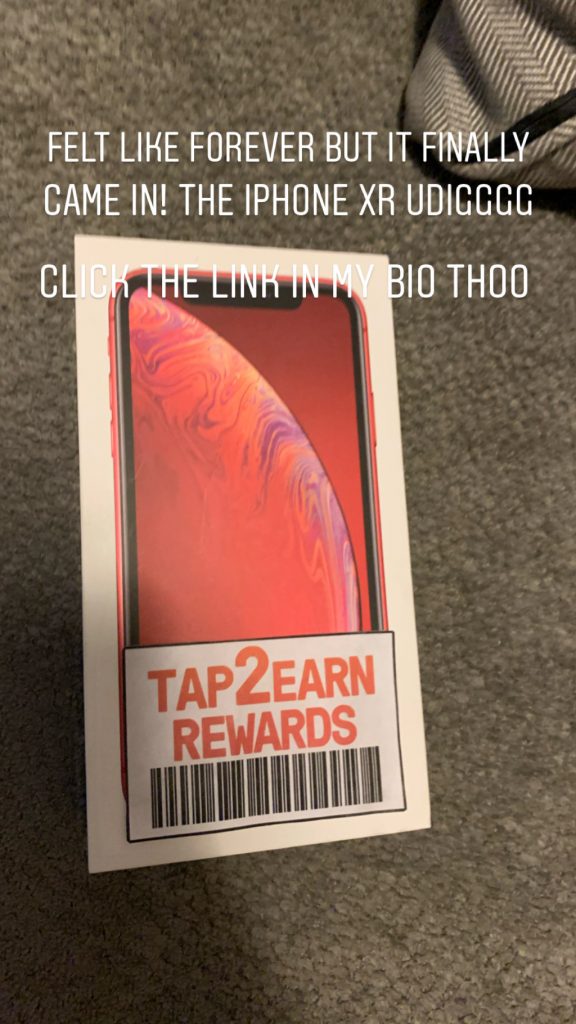 FELT LIKE FOREVER BUT IT FINALLY
CAME IN! THE IPHONE XR UDIGGGG
CLICK THE LINK IN MY BIO THOO
TAP2EARN
REWARDS